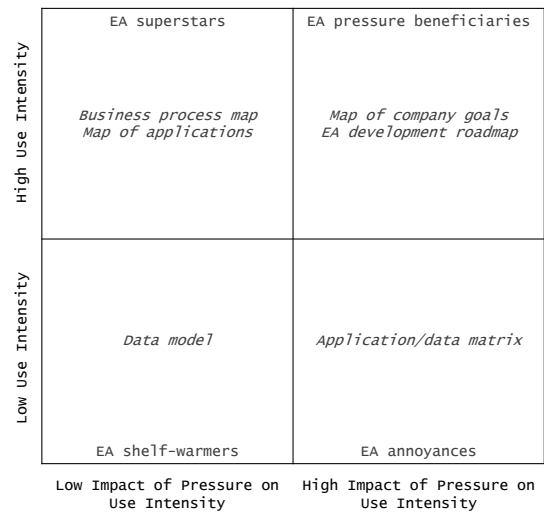 EA superstars
EA pressure beneficiaries
High Use Intensity
Business process map
Map of applications
Map of company goals
EA development roadmap
Low Use Intensity
Data model
Application/data matrix
EA shelf-warmers
EA annoyances
Low Impact of Pressure on
Use Intensity
High Impact of Pressure on
Use Intensity